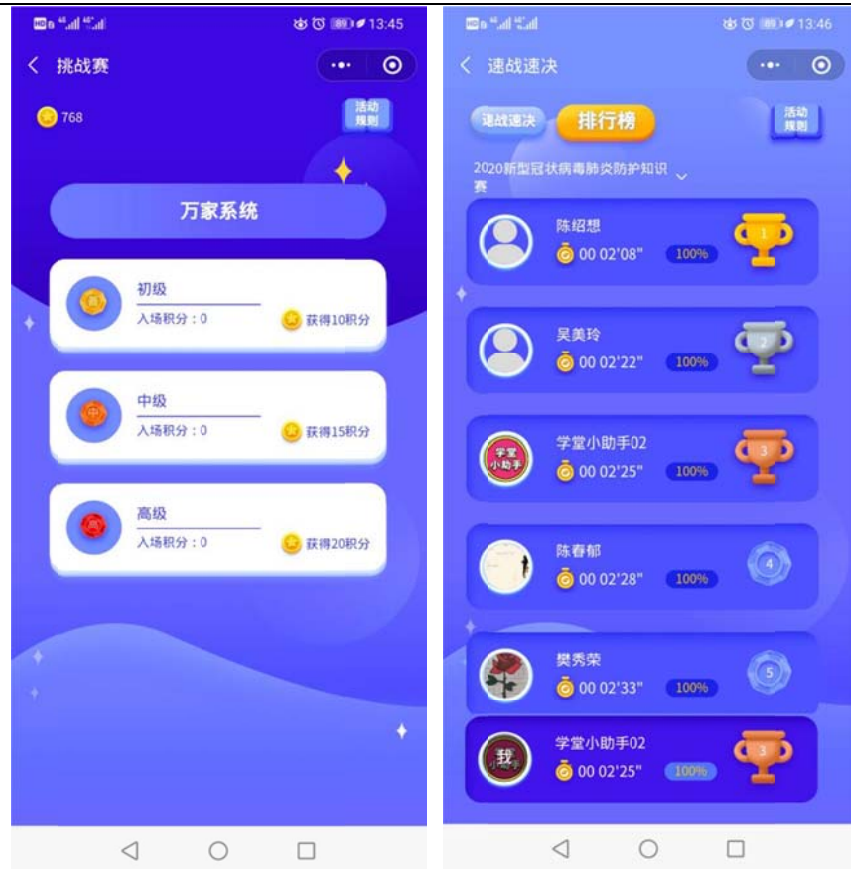 13:45
挑战赛
768
活动
规则
万家系统
初级
入场积分：0
获得10积分
中
中级
入场积分：0
获得15积分
高
高级
入场积分：0
获得20积分
13:46
速战速决
速战速决
排行榜
活动
规则
2020新型冠状病毒肺炎防护知识
赛
陈绍想
00 02'08" 100%
1
吴美玲
00 02'22" 100%
2
学堂
小助手
学堂小助手02
00 02'25" 100%
3
陈春郁
00 02'28" 100%
4
樊秀荣
00 02'33" 100%
5
我
学堂小助手02
00 02'25" 100%
3